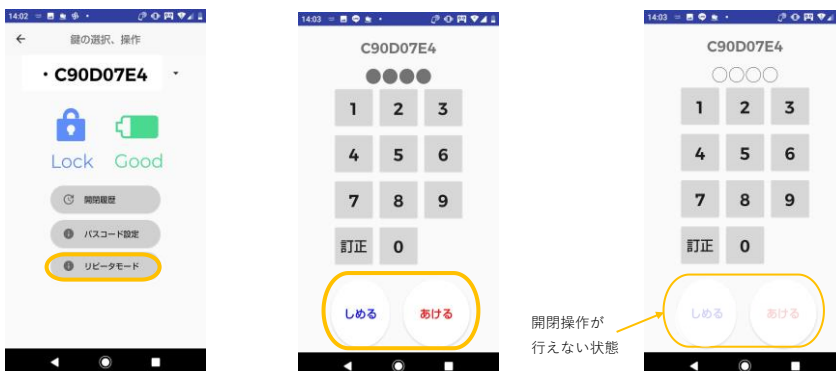 14:02
鍵の選択、操作
・C90D07E4
Lock Good
開閉履歴
パスコード設定
リピータモード
14:03
C90D07E4
1 2 3
4 5 6
7 8 9
訂正 0
しめる あける
開閉操作が
行えない状態
14:03
C90D07E4
1 2 3
4 5 6
7 8 9
訂正 0
しめる あける